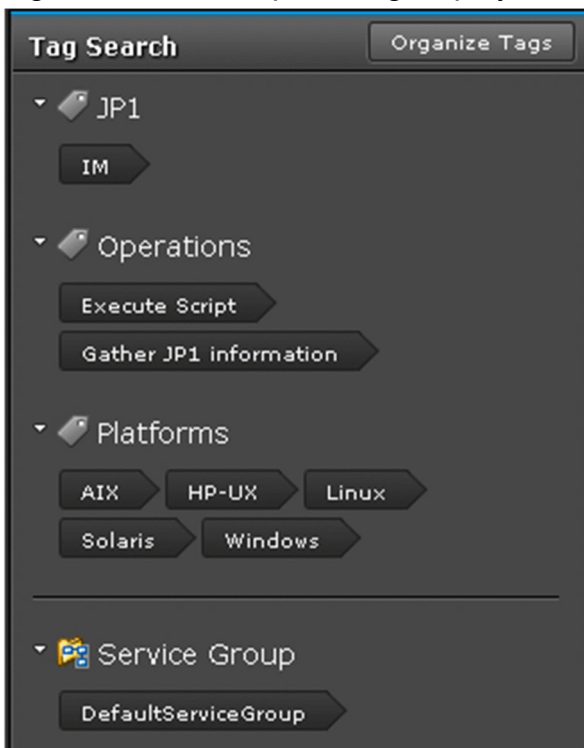 Tag Search Organize Tags
JP1
IM
Operations
Execute Script
Gather JP1 information
Platforms
AIX HP-UX Linux
Solaris Windows
Service Group
DefaultServiceGroup